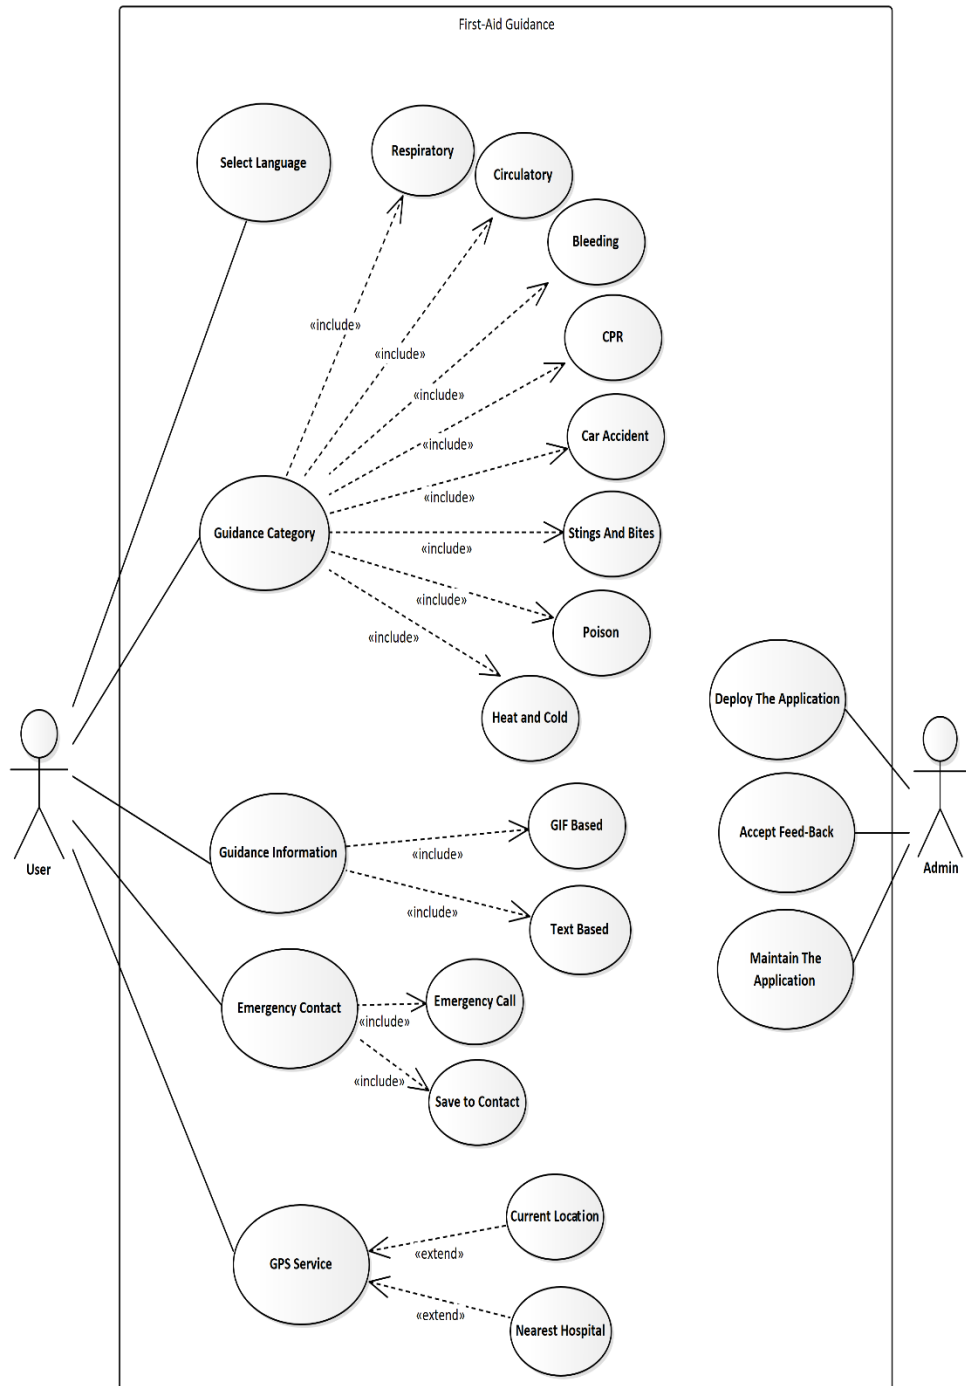 First-Aid Guidance
Select Language
Respiratory
Circulatory
Bleeding
CPR
Car Accident
Stings And Bites
Poison
Heat and Cold
«include»
«include»
«include»
«include»
«include»
«include»
«include»
«include»
Guidance Category
Deploy The Application
Accept Feed-Back
Maintain The
Application
User
Admin
Guidance Information
GIF Based
«include»
«include»
Text Based
Emergency Contact
Emergency Call
«include»
«include»
Save to Contact
GPS Service
Current Location
«extend»
«extend»
Nearest Hospital